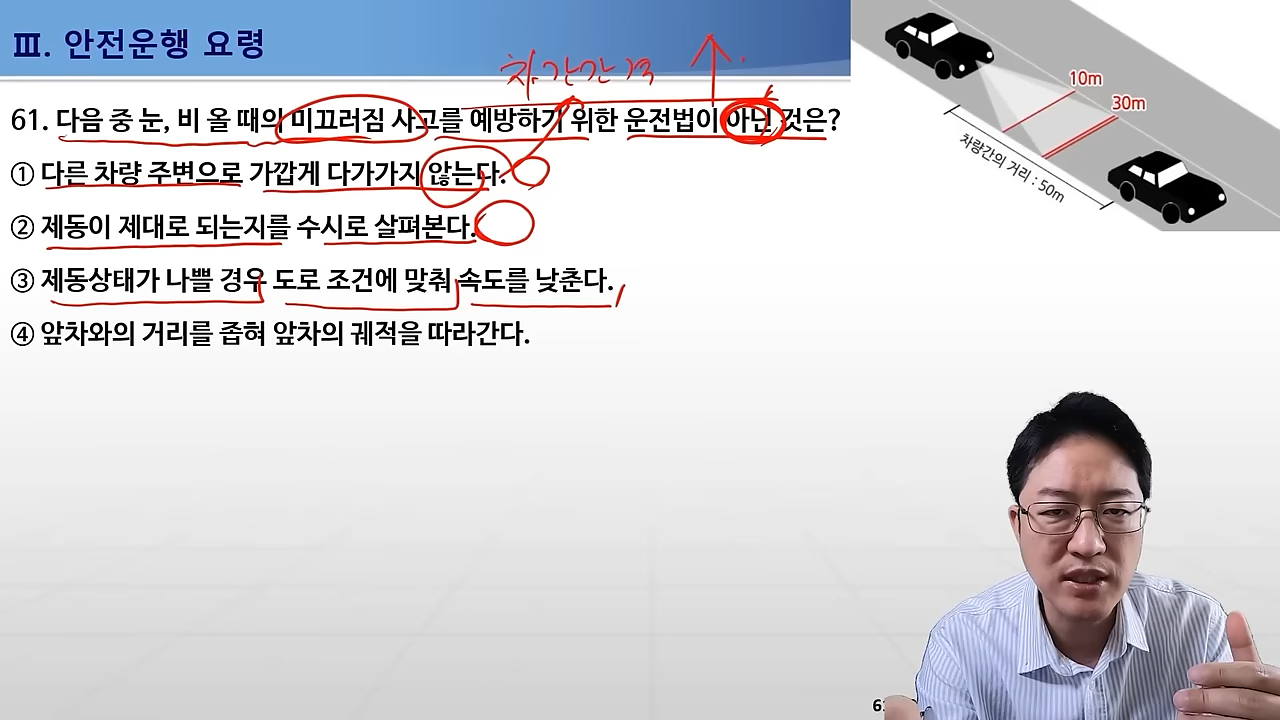 Ⅲ. 안전운행 요령
차간간격 ↑
61. 다음 중 눈, 비 올 때의 미끄러짐 사고를 예방하기 위한 운전법이 아닌 것은?
① 다른 차량 주변으로 가깝게 다가가지 않는다.
② 제동이 제대로 되는지를 수시로 살펴본다.
③ 제동상태가 나쁠 경우 도로 조건에 맞춰 속도를 낮춘다.
④ 앞차와의 거리를 좁혀 앞차의 궤적을 따라간다.
10m
30m
차량간의 거리 : 50m